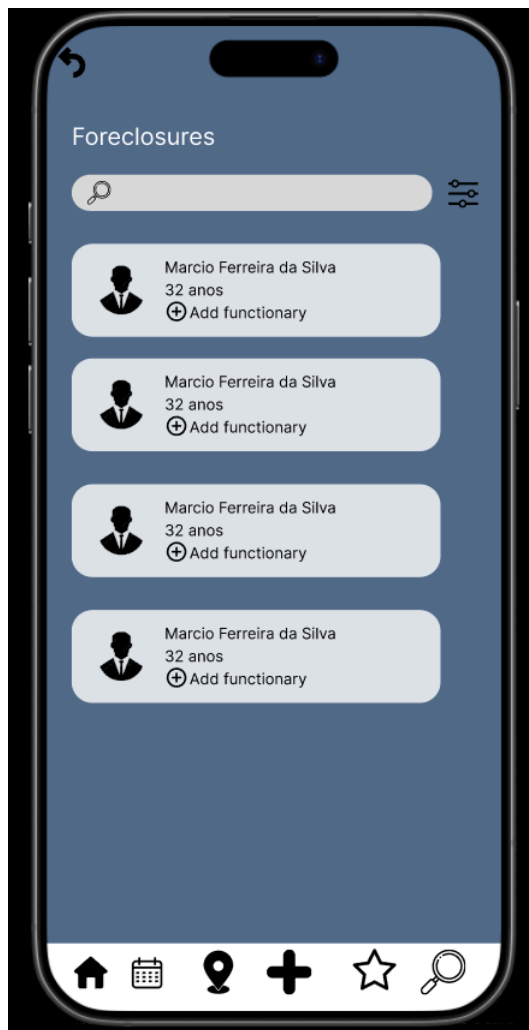 Foreclosures
Marcio Ferreira da Silva
32 anos
Add functionary
Marcio Ferreira da Silva
32 anos
Add functionary
Marcio Ferreira da Silva
32 anos
Add functionary
Marcio Ferreira da Silva
32 anos
Add functionary